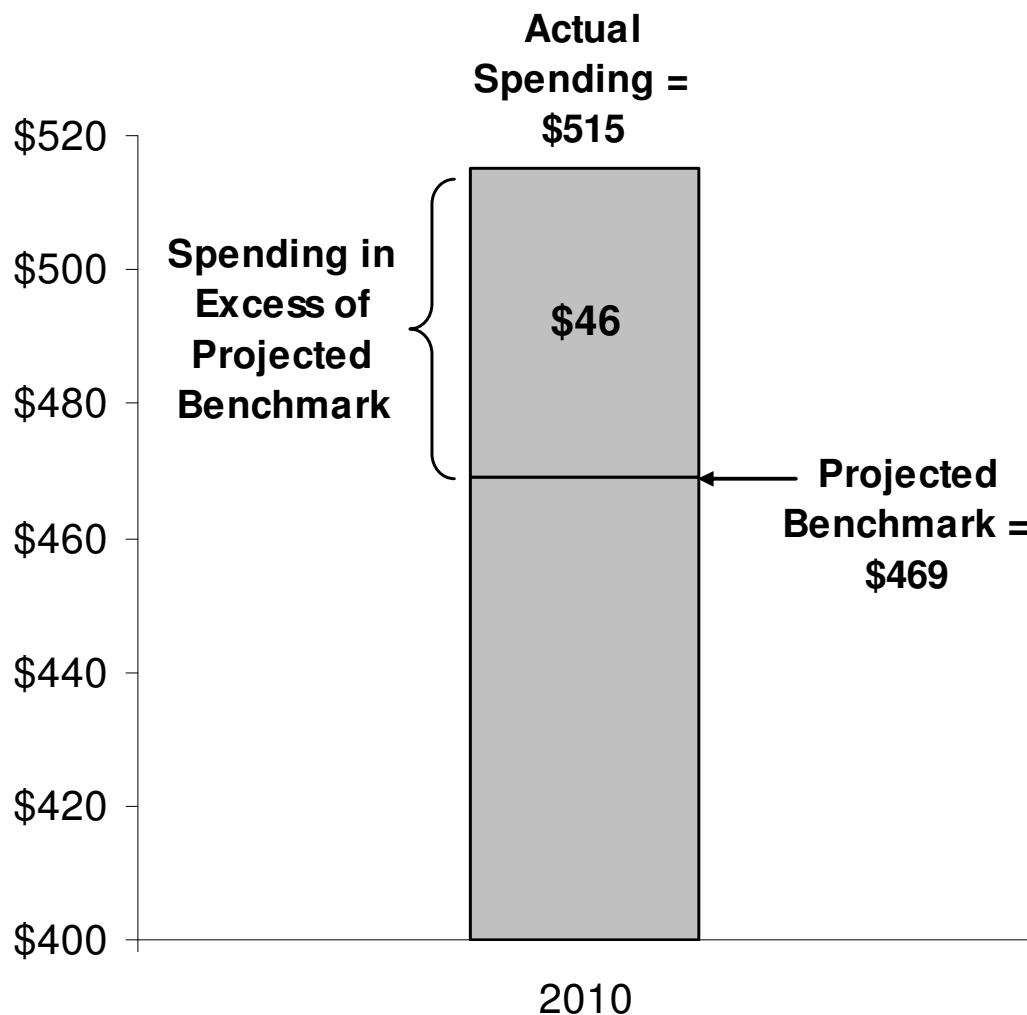 Actual
Spending =
$515
$520
$500
$480
$460
$440
$420
$400
Spending in
Excess of
Projected
Benchmark
$46
Projected
Benchmark =
$469
2010